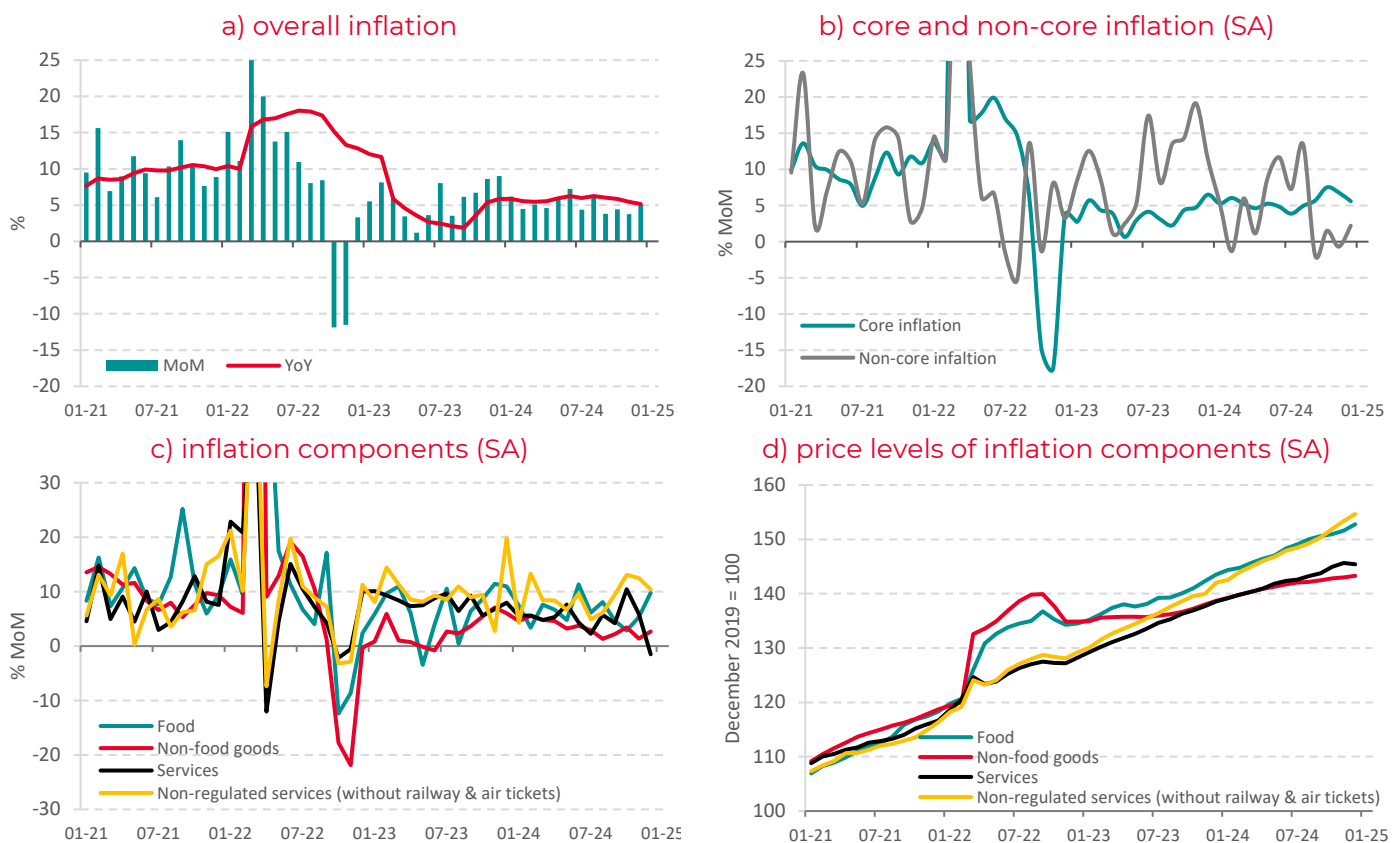 a) overall inflation
25
20
15
10
5
0
-5
-10
-15
-20
%
MoM
YoY
01-21 07-21 01-22 07-22 01-23 07-23 01-24 07-24 01-25
b) core and non-core inflation (SA)
25
20
15
10
5
0
-5
-10
-15
-20
% MoM
Core inflation
Non-core infaltion
01-21 07-21 01-22 07-22 01-23 07-23 01-24 07-24 01-25
c) inflation components (SA)
30
20
10
0
-10
-20
-30
% MoM
Food
Non-food goods
Services
Non-regulated services (without railway & air tickets)
01-21 07-21 01-22 07-22 01-23 07-23 01-24 07-24 01-25
d) price levels of inflation components (SA)
160
150
140
130
120
110
100
December 2019 = 100
Food
Non-food goods
Services
Non-regulated services (without railway & air tickets)
01-21 07-21 01-22 07-22 01-23 07-23 01-24 07-24 01-25